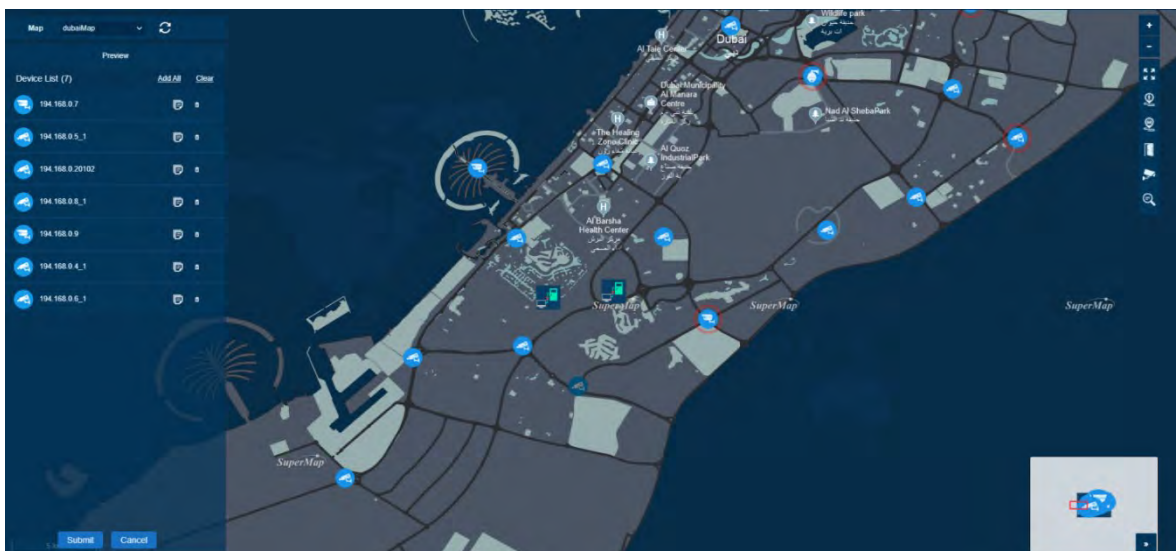 Map dubaiMap
Preview
Device List (7) Add All Clear
194.168.0.7
194.168.0.5_1
194.168.0.20102
194.168.0.8_1
194.168.0.9
194.168.0.4_1
194.168.0.6_1
Submit Cancel
Wildlife park
Dubai
دبي
Al Tale Center
Dubai Municipility
Al Manara
Centre
Nad Al ShebaPark
The Healing
Zone Clinic
Al Quoz
IndustrialPark
Al Barsha
Health Center
SuperMap
SuperMap
SuperMap
SuperMap